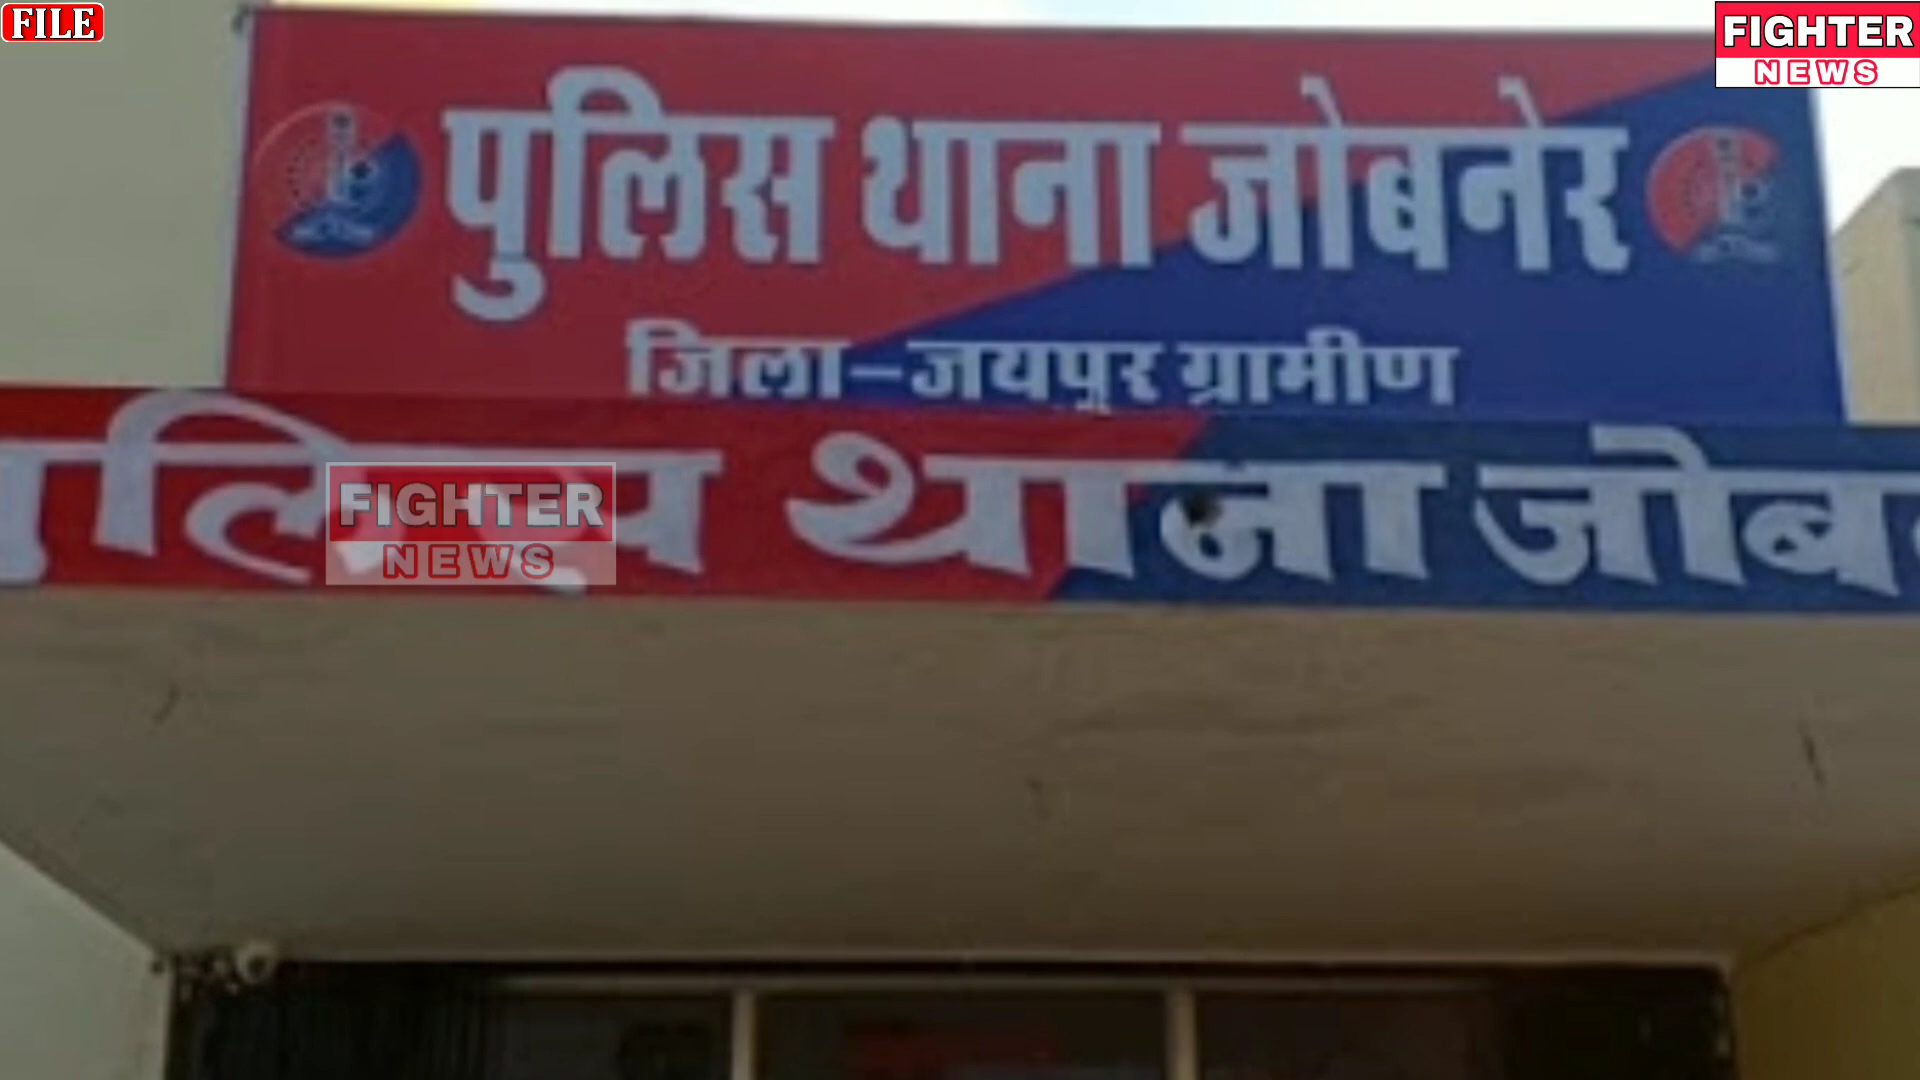 FILE
FIGHTER
NEWS
पुलिस थाना जोबनेर
जिला-जयपुर ग्रामीण
पुलिस थाना जोब
FIGHTER
NEWS